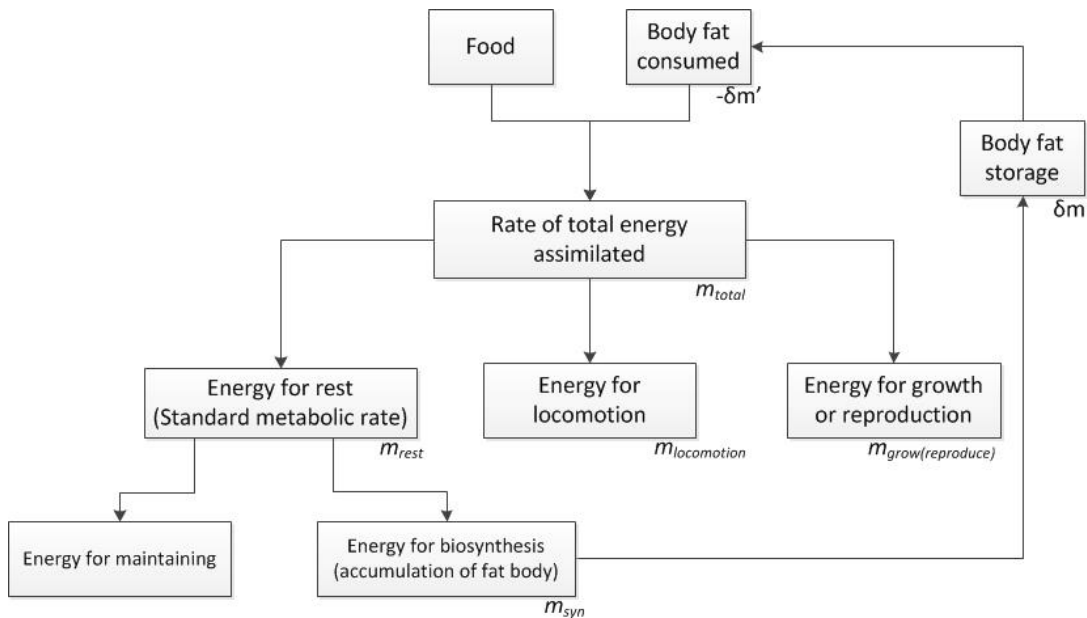 Food
Body fat
consumed
-δm′
Body fat
storage
δm
Rate of total energy
assimilated
m_total
Energy for rest
(Standard metabolic rate)
m_rest
Energy for
locomotion
m_locomotion
Energy for growth
or reproduction
m_grow(reproduce)
Energy for maintaining
Energy for biosynthesis
(accumulation of fat body)
m_syn